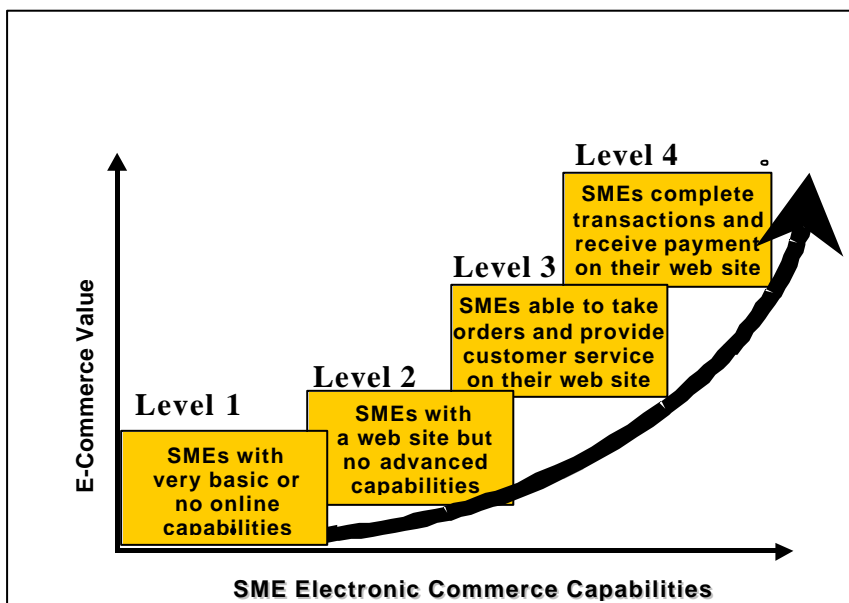 Level 4
SMEs complete
transactions and
receive payment
on their web site
Level 3
SMEs able to take
orders and provide
customer service
on their web site
Level 2
SMEs with
a web site but
no advanced
capabilities
Level 1
SMEs with
very basic or
no online
capabilities
E-Commerce Value
SME Electronic Commerce Capabilities